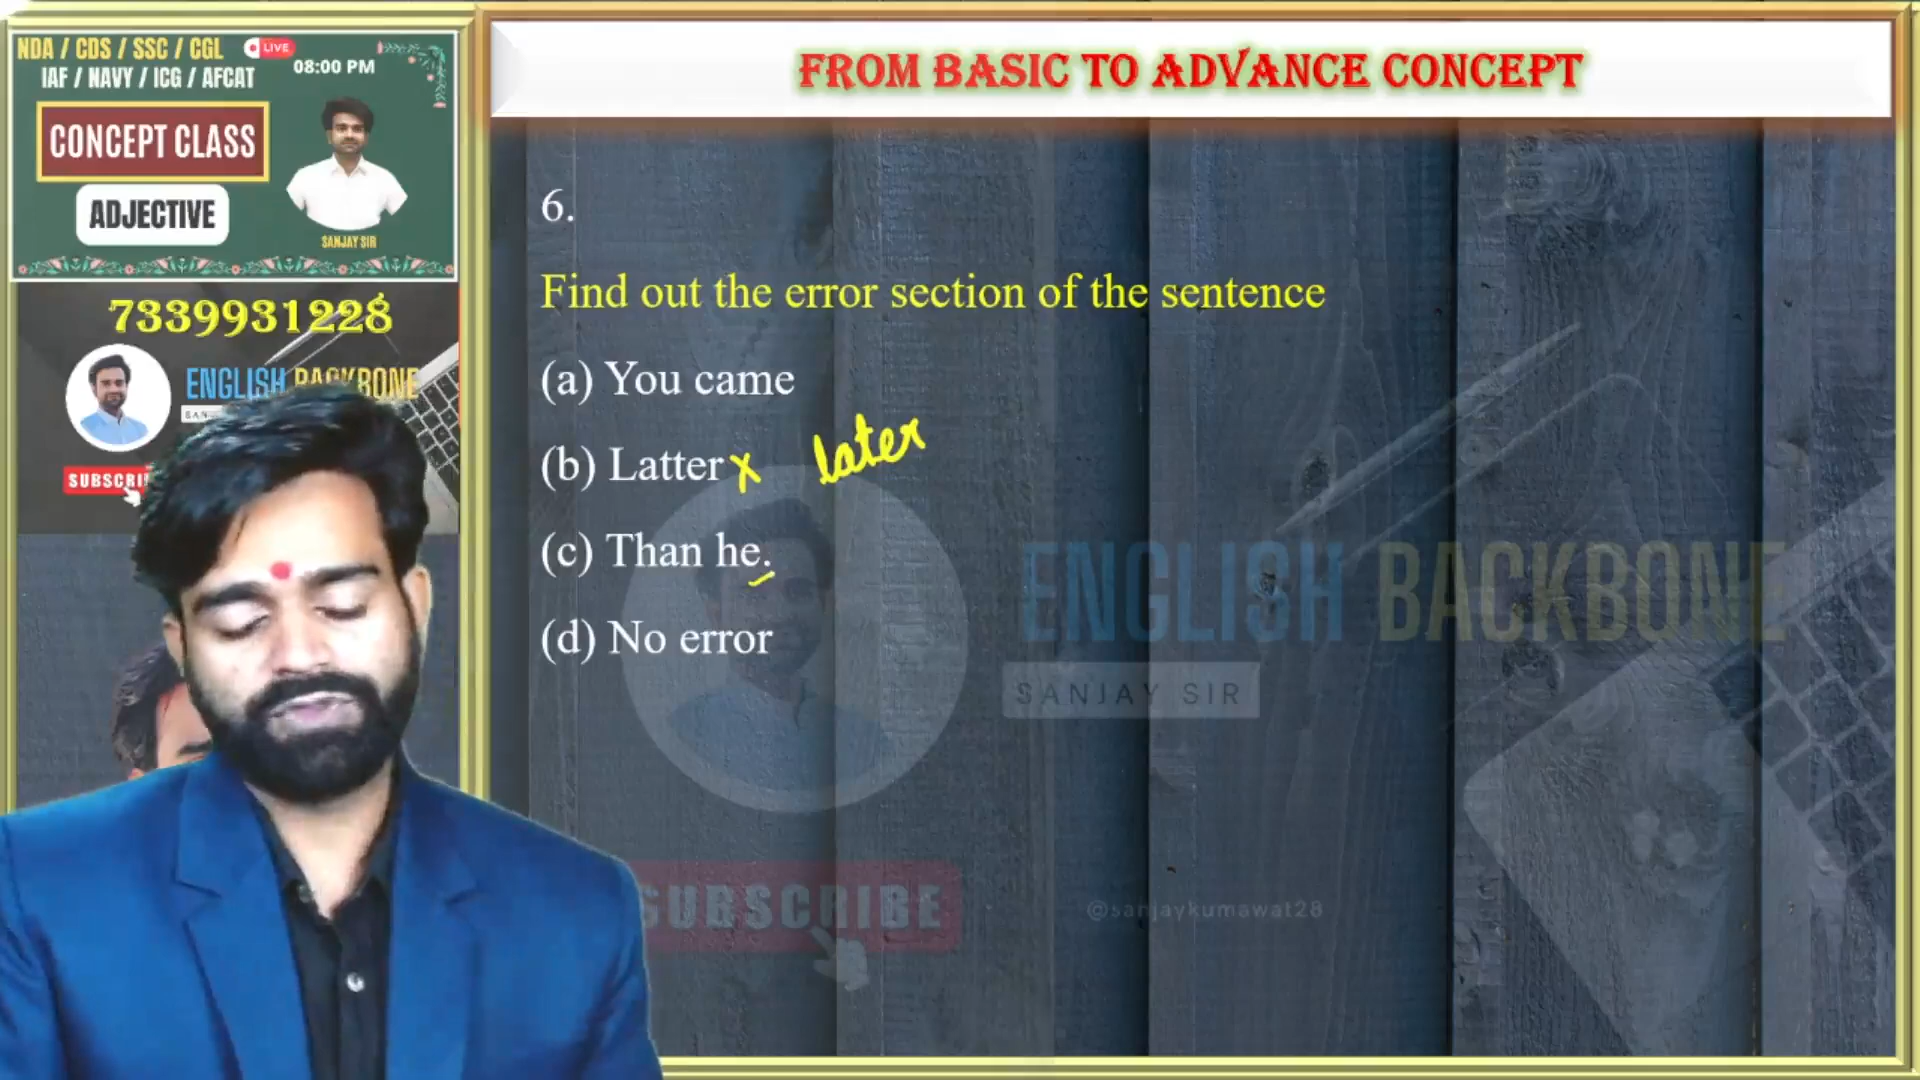 NDA / CDS / SSC / CGL
LIVE
IAF / NAVY / ICG / AFCAT
08:00 PM
CONCEPT CLASS
ADJECTIVE
SANJAY SIR
7339931228
ENGLISH BACKBONE
SAN
SUBSCRI
FROM BASIC TO ADVANCE CONCEPT
6.
Find out the error section of the sentence
(a) You came
(b) Latter x later
(c) Than he.
(d) No error
ENGLISH BACKBONE
SANJAY SIR
SUBSCRIBE
@sanjaykumawat28